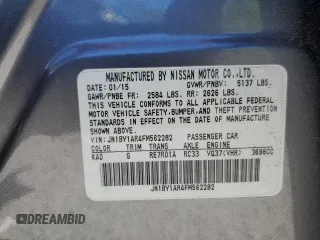 MANUFACTURED BY NISSAN MOTOR CO.,LTD.
DATE: 01/15 GVWR/PNBV: 5137 LBS.
GAWR/PNBE FR: 2584 LBS. RR: 2626 LBS.
THIS VEHICLE CONFORMS TO ALL APPLICABLE FEDERAL
MOTOR VEHICLE SAFETY,BUMPER,AND THEFT PREVENTION
STANDARDS IN EFFECT ON THE DATE OF MANUFACTURE
SHOWN ABOVE.
VIN: JN1BY1AR4FM562282 PASSENGER CAR
COLOR TRIM TRANS AXLE ENGINE
KAD G RE7R01A RC33 VQ37(VHR) 3696CC
JN1BY1AR4FM562282
DREAMBID